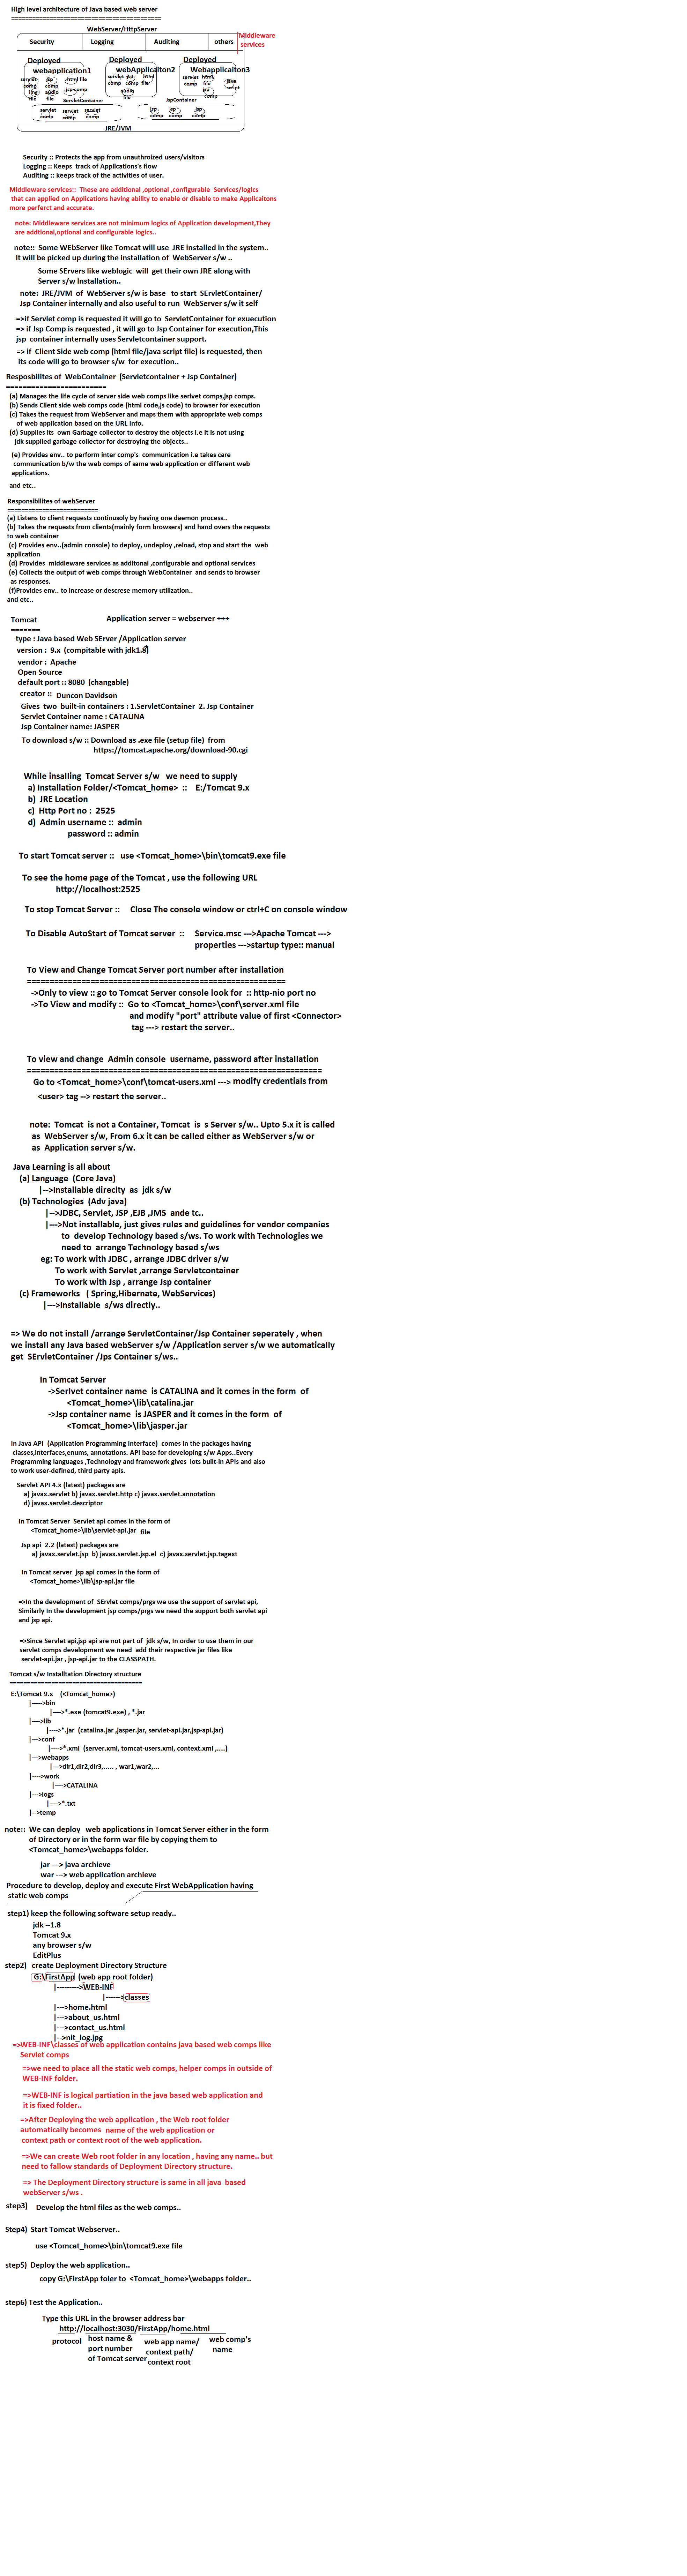 High level architecture of Java based web server
===========================================
WebServer/HttpServer
Security Logging Auditing others
Middleware
services
Deployed Deployed Deployed
webapplication1 webApplicaiton2 Webapplicaiton3
servlet comp
jsp comp
html file
img file
audio file
jsp comp
servlet comp
jsp comp
html file
audio file
servlet comp
html file
jsp comp
java script
ServletContainer
JspContainer
servlet comp
servlet comp
servlet comp
jsp comp
jsp comp
jsp comp
JRE/JVM
Security :: Protects the app from unauthroized users/visitors
Logging :: Keeps track of Applications's flow
Auditing :: keeps track of the activities of user.
Middleware services:: These are additional ,optional ,configurable Services/logics
that can applied on Applications having ability to enable or disable to make Applicaitons
more perferct and accurate.
note: Middleware services are not minimum logics of Application development,They
are addtional,optional and configurable logics..
note:: Some WEbServer like Tomcat will use JRE installed in the system..
It will be picked up during the installation of WebServer s/w ..
Some SErvers like weblogic will get their own JRE along with
Server s/w Installation..
note: JRE/JVM of WebServer s/w is base to start SErvletContainer/
Jsp Container internally and also useful to run WebServer s/w it self
=>if Servlet comp is requested it will go to ServletContainer for exuecution
=> if Jsp Comp is requested , it will go to Jsp Container for execution,This
jsp container internally uses Servletcontainer support.
=> if Client Side web comp (html file/java script file) is requested, then
its code will go to browser s/w for execution..
Resposbilites of WebContainer (Servletcontainer + Jsp Container)
========================
(a) Manages the life cycle of server side web comps like serlvet comps,jsp comps.
(b) Sends Client side web comps code (html code,js code) to browser for execution
(c) Takes the request from WebServer and maps them with appropriate web comps
of web application based on the URL Info.
(d) Supplies its own Garbage collector to destroy the objects i.e it is not using
jdk supplied garbage collector for destroying the objects..
(e) Provides env.. to perform inter comp's communication i.e takes care
communication b/w the web comps of same web application or different web
applications.
and etc..
Responsibilites of webServer
==========================
(a) Listens to client requests continusoly by having one daemon process..
(b) Takes the requests from clients(mainly form browsers) and hand overs the requests
to web container
(c) Provides env..(admin console) to deploy, undeploy ,reload, stop and start the web
application
(d) Provides middleware services as additonal ,configurable and optional services
(e) Collects the output of web comps through WebContainer and sends to browser
as responses.
(f)Provides env.. to increase or descrese memory utilization..
and etc..
Tomcat Application server = webserver +++
=======
type : Java based Web SErver /Application server
version : 9.x (compitable with jdk1.8)
vendor : Apache
Open Source
default port :: 8080 (changable)
creator :: Duncon Davidson
Gives two built-in containers : 1.ServletContainer 2. Jsp Container
Servlet Container name : CATALINA
Jsp Container name: JASPER
To download s/w :: Download as .exe file (setup file) from
https://tomcat.apache.org/download-90.cgi
While insalling Tomcat Server s/w we need to supply
a) Installation Folder/<Tomcat_home> :: E:/Tomcat 9.x
b) JRE Location
c) Http Port no : 2525
d) Admin username :: admin
password :: admin
To start Tomcat server :: use <Tomcat_home>\bin\tomcat9.exe file
To see the home page of the Tomcat , use the following URL
http://localhost:2525
To stop Tomcat Server :: Close The console window or ctrl+C on console window
To Disable AutoStart of Tomcat server :: Service.msc --->Apache Tomcat --->
properties --->startup type:: manual
To View and Change Tomcat Server port number after installation
=========================================================
->Only to view :: go to Tomcat Server console look for :: http-nio port no
->To View and modify :: Go to <Tomcat_home>\conf\server.xml file
and modify "port" attribute value of first <Connector>
tag ---> restart the server..
To view and change Admin console username, password after installation
=================================================================
Go to <Tomcat_home>\conf\tomcat-users.xml ---> modify credentials from
<user> tag --> restart the server..
note: Tomcat is not a Container, Tomcat is s Server s/w.. Upto 5.x it is called
as WebServer s/w, From 6.x it can be called either as WebServer s/w or
as Application server s/w.
Java Learning is all about
(a) Language (Core Java)
|-->Installable direclty as jdk s/w
(b) Technologies (Adv java)
|-->JDBC, Servlet, JSP ,EJB ,JMS ande tc..
|--->Not installable, just gives rules and guidelines for vendor companies
to develop Technology based s/ws. To work with Technologies we
need to arrange Technology based s/ws
eg: To work with JDBC , arrange JDBC driver s/w
To work with Servlet ,arrange Servletcontainer
To work with Jsp , arrange Jsp container
(c) Frameworks ( Spring,Hibernate, WebServices)
|--->Installable s/ws directly..
=> We do not install /arrange ServletContainer/Jsp Container seperately , when
we install any Java based webServer s/w /Application server s/w we automatically
get SErvletContainer /Jps Container s/ws..
In Tomcat Server
->Serlvet container name is CATALINA and it comes in the form of
<Tomcat_home>\lib\catalina.jar
->Jsp container name is JASPER and it comes in the form of
<Tomcat_home>\lib\jasper.jar
In Java API (Application Programming Interface) comes in the packages having
classes,interfaces,enums, annotations. API base for developing s/w Apps..Every
Programming languages ,Technology and framework gives lots built-in APIs and also
to work user-defined, third party apis.
Servlet API 4.x (latest) packages are
a) javax.servlet b) javax.servlet.http c) javax.servlet.annotation
d) javax.servlet.descriptor
In Tomcat Server Servlet api comes in the form of
<Tomcat_home>\lib\servlet-api.jar file
Jsp api 2.2 (latest) packages are
a) javax.servlet.jsp b) javax.servlet.jsp.el c) javax.servlet.jsp.tagext
In Tomcat server jsp api comes in the form of
<Tomcat_home>\lib\jsp-api.jar file
=>In the development of SErvlet comps/prgs we use the support of servlet api,
Similarly In the development jsp comps/prgs we need the support both servlet api
and jsp api.
=>Since Servlet api,jsp api are not part of jdk s/w, In order to use them in our
servlet comps development we need add their respective jar files like
servlet-api.jar , jsp-api.jar to the CLASSPATH.
Tomcat s/w Installtation Directory structure
======================================
E:\Tomcat 9.x (<Tomcat_home>)
|----->bin
|---->*.exe (tomcat9.exe) , *.jar
|---->lib
|---->*.jar (catalina.jar ,jasper.jar, servlet-api.jar,jsp-api.jar)
|--->conf
|---->*.xml (server.xml, tomcat-users.xml, context.xml ,....)
|--->webapps
|--->dir1,dir2,dir3,..... , war1,war2,...
|---->work
|---->CATALINA
|--->logs
|---->*.txt
|-->temp
note:: We can deploy web applications in Tomcat Server either in the form
of Directory or in the form war file by copying them to
<Tomcat_home>\webapps folder.
jar ---> java archieve
war ---> web application archieve
Procedure to develop, deploy and execute First WebApplication having
static web comps
step1) keep the following software setup ready..
jdk --1.8
Tomcat 9.x
any browser s/w
EditPlus
step2) create Deployment Directory Structure
G:\FirstApp (web app root folder)
|--------->WEB-INF
|------>classes
|--->home.html
|--->about_us.html
|--->contact_us.html
|-->nit_log.jpg
=>WEB-INF\classes of web application contains java based web comps like
Servlet comps
=>we need to place all the static web comps, helper comps in outside of
WEB-INF folder.
=>WEB-INF is logical partiation in the java based web application and
it is fixed folder..
=>After Deploying the web application , the Web root folder
automatically becomes name of the web application or
context path or context root of the web application.
=>We can create Web root folder in any location , having any name.. but
need to fallow standards of Deployment Directory structure.
=> The Deployment Directory structure is same in all java based
webServer s/ws .
step3) Develop the html files as the web comps..
Step4) Start Tomcat Webserver..
use <Tomcat_home>\bin\tomcat9.exe file
step5) Deploy the web application..
copy G:\FirstApp foler to <Tomcat_home>\webapps folder..
step6) Test the Application..
Type this URL in the browser address bar
http://localhost:3030/FirstApp/home.html
protocol
host name &
port number
of Tomcat server
web app name/
context path/
context root
web comp's
name